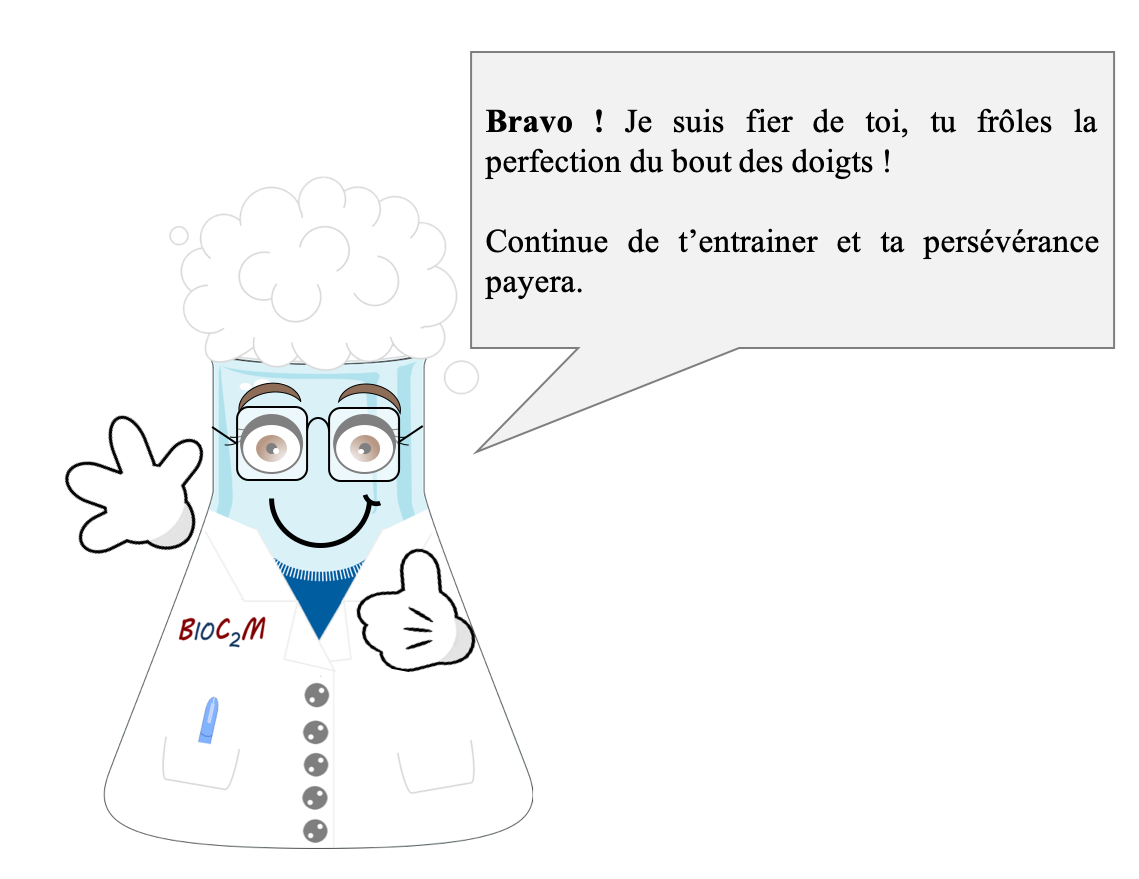 Bravo ! Je suis fier de toi, tu frôles la
perfection du bout des doigts !
Continue de t’entrainer et ta persévérance
payera.
BIOC2M